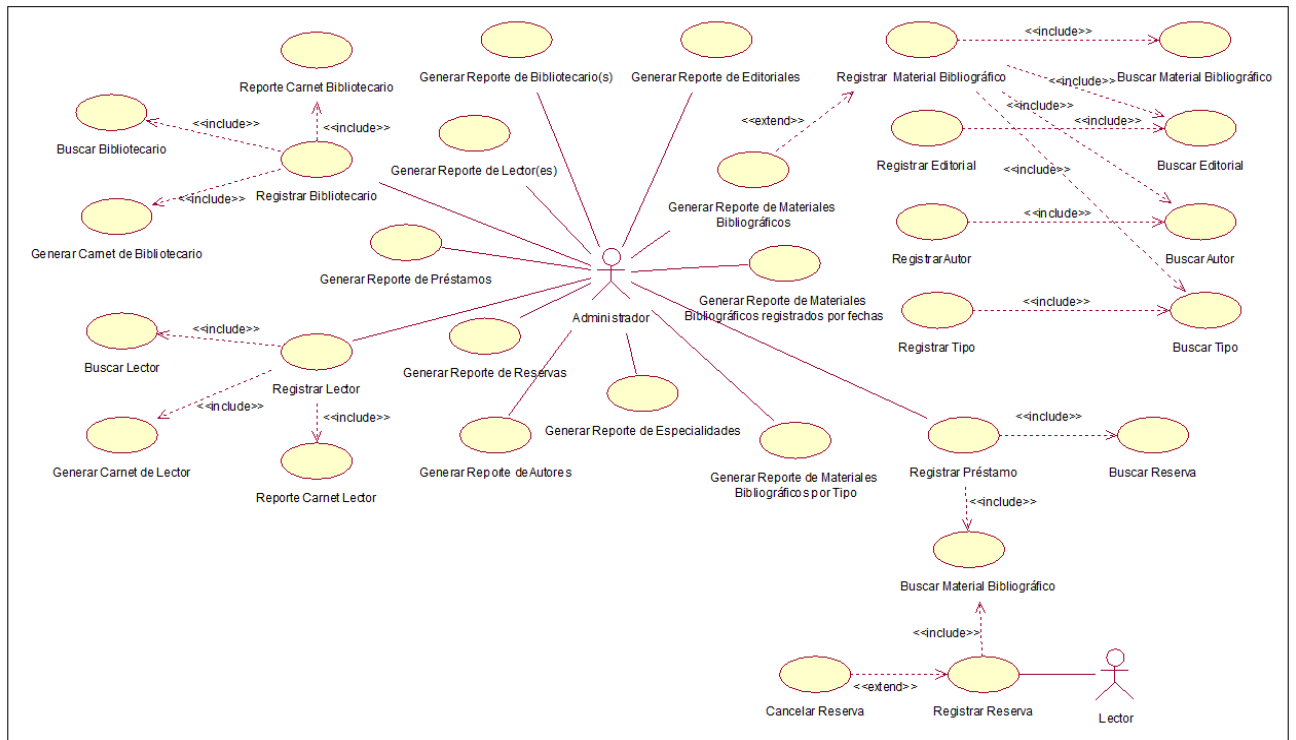 <<include>>
Generar Reporte de Bibliotecario(s)
Generar Reporte de Editoriales
Registrar Material Bibliográfico
Buscar Material Bibliográfico
Reporte Carnet Bibliotecario
<<include>>
<<include>>
<<include>>
<<include>>
<<extend>>
Buscar Bibliotecario
Registrar Editorial
Buscar Editorial
Generar Reporte de Lector(es)
<<include>>
Registrar Bibliotecario
<<include>>
Generar Reporte de Materiales
Bibliográficos
<<include>>
Generar Carnet de Bibliotecario
RegistrarAutor
Buscar Autor
Generar Reporte de Préstamos
Generar Reporte de Materiales
Bibliográficos registrados por fechas
<<include>>
Administrador
<<include>>
Registrar Tipo
Buscar Tipo
Buscar Lector
Generar Reporte de Reservas
Registrar Lector
<<include>>
<<include>>
<<include>>
Generar Reporte de Especialidades
Generar Carnet de Lector
Generar Reporte de Autores
Generar Reporte de Materiales
Bibliográficos por Tipo
Registrar Préstamo
Buscar Reserva
Reporte Carnet Lector
<<include>>
Buscar Material Bibliográfico
<<include>>
<<extend>>
Cancelar Reserva
Registrar Reserva
Lector